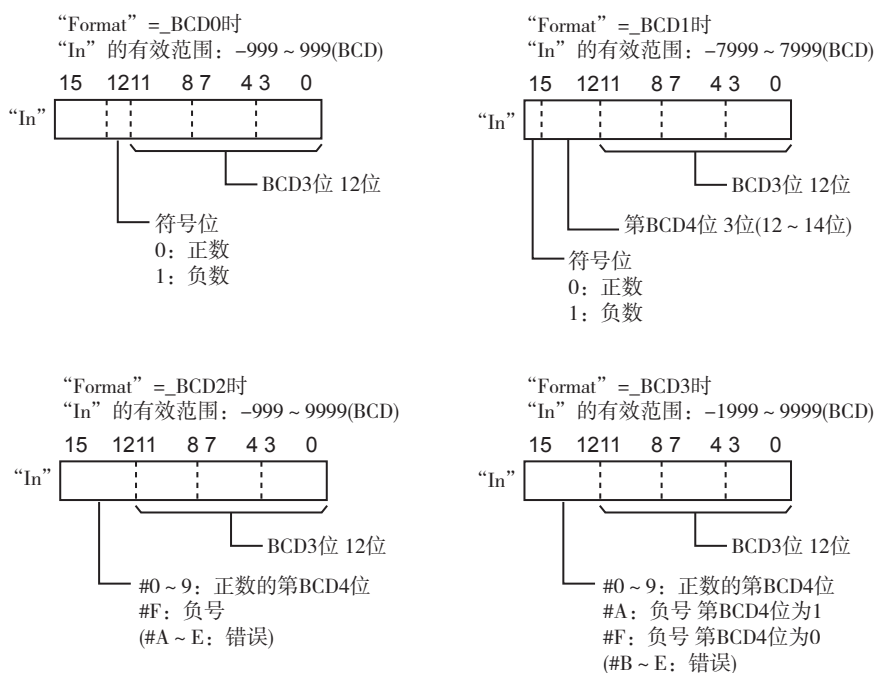 “Format”=_BCD0时
“In”的有效范围：-999～999(BCD)
15 1211 8 7 4 3 0
“In”
BCD3位 12位
符号位
0：正数
1：负数
“Format”=_BCD1时
“In”的有效范围：-7999～7999(BCD)
15 1211 8 7 4 3 0
“In”
BCD3位 12位
第BCD4位 3位(12～14位)
符号位
0：正数
1：负数
“Format”=_BCD2时
“In”的有效范围：-999～9999(BCD)
15 1211 8 7 4 3 0
“In”
BCD3位 12位
#0～9：正数的第BCD4位
#F：负号
(#A～E：错误)
“Format”=_BCD3时
“In”的有效范围：-1999～9999(BCD)
15 1211 8 7 4 3 0
“In”
BCD3位 12位
#0～9：正数的第BCD4位
#A：负号 第BCD4位为1
#F：负号 第BCD4位为0
(#B～E：错误)